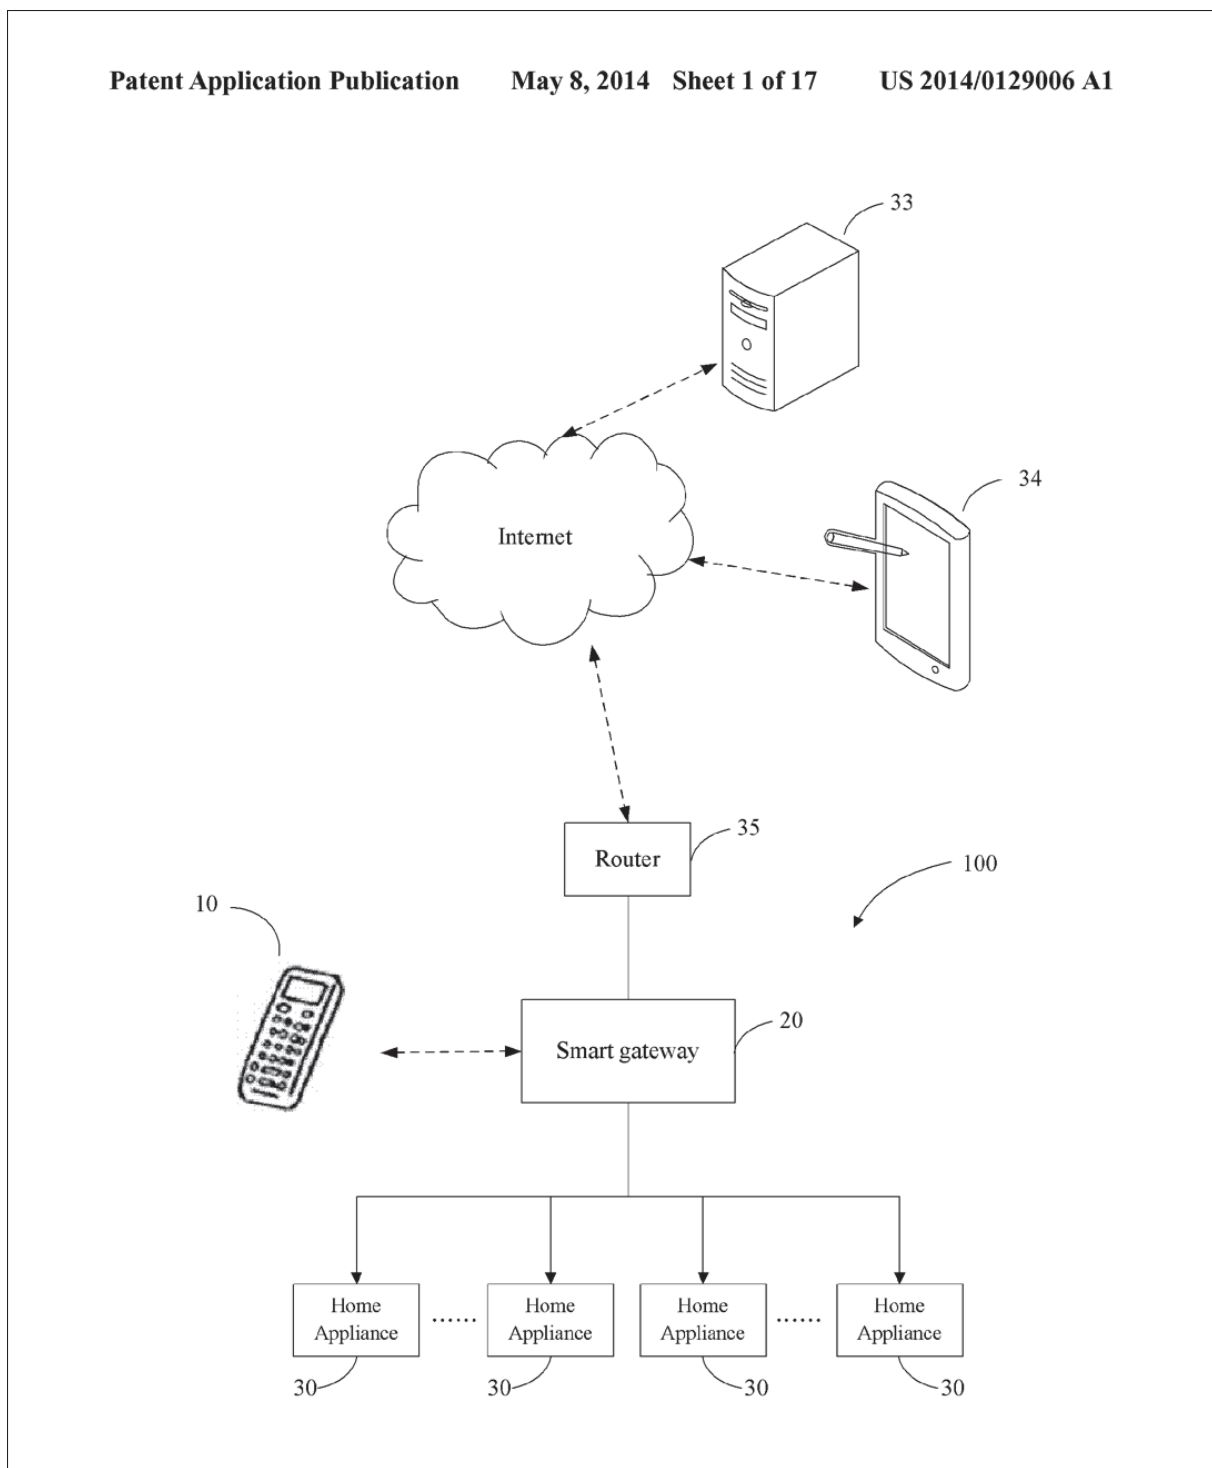 Patent Application Publication May 8, 2014 Sheet 1 of 17 US 2014/0129006 A1
33
34
Internet
35
Router
100
10
20
Smart gateway
Home Appliance ...... Home Appliance Home Appliance ...... Home Appliance
30 30 30 30